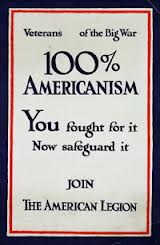 Veterans of the Big War
100%
AMERICANISM
You fought for it
Now safeguard it
JOIN
THE AMERICAN LEGION